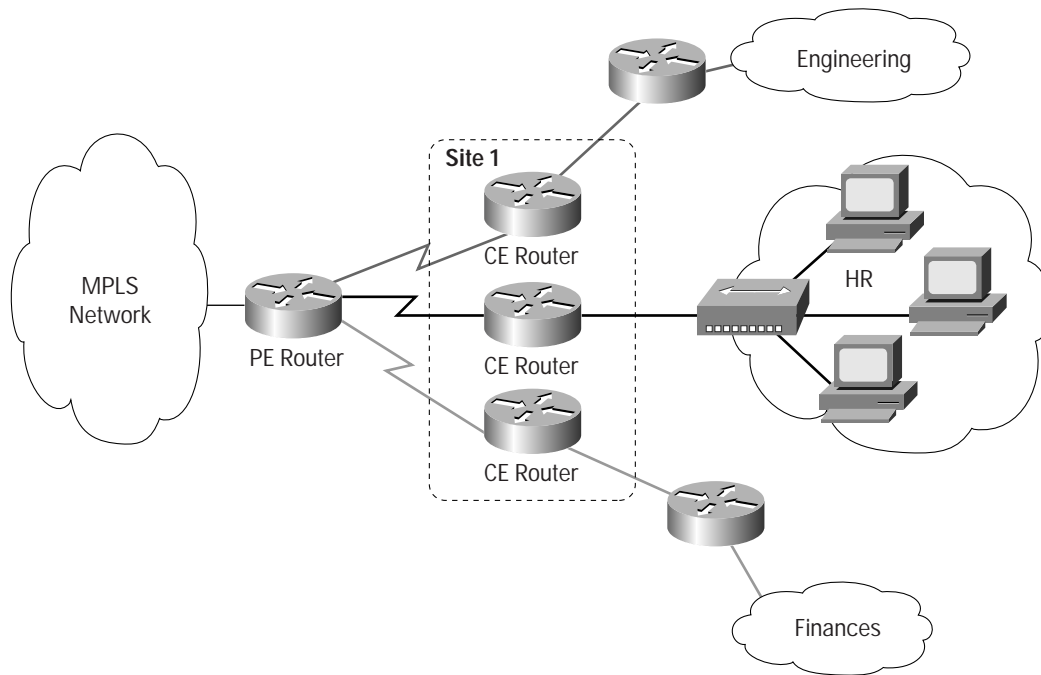 Engineering
Site 1
CE Router
HR
MPLS
Network
CE Router
PE Router
CE Router
Finances